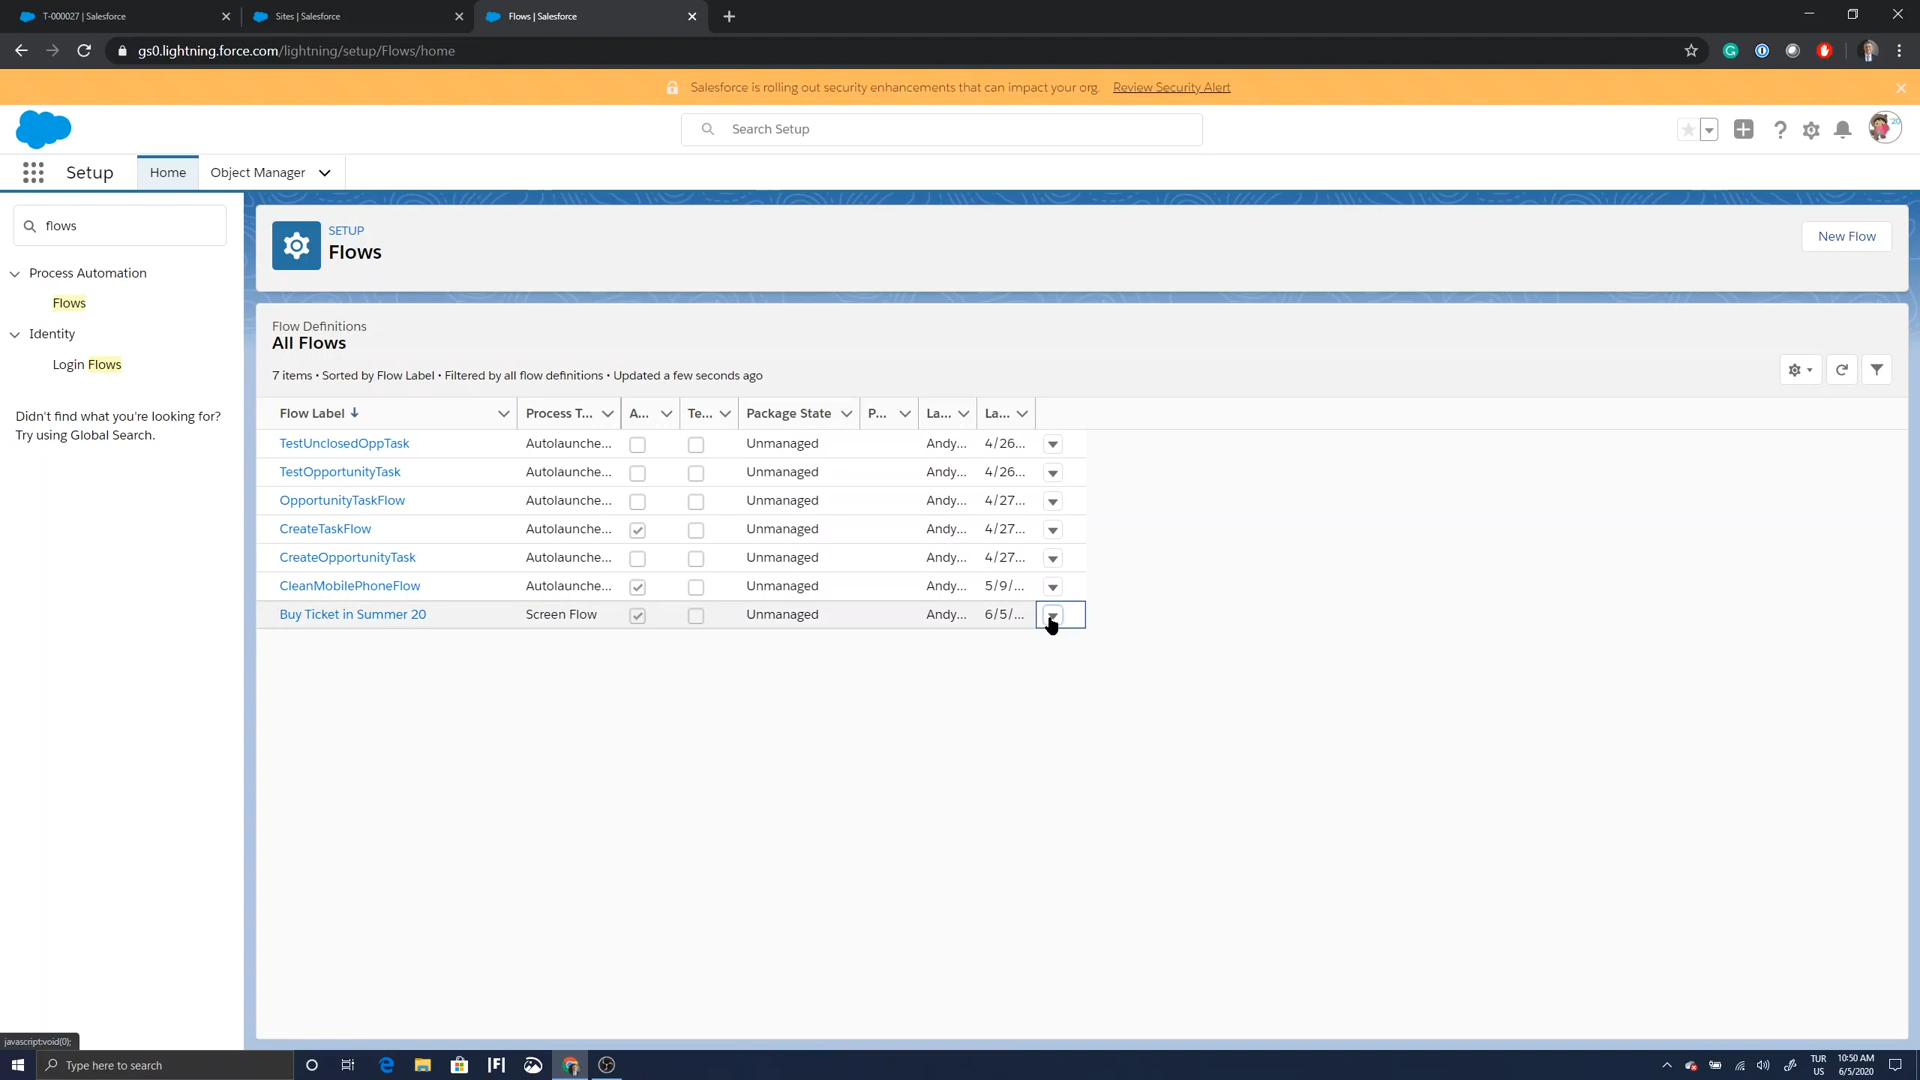 T-000027 | Salesforce
Sites | Salesforce
Flows | Salesforce
gs0.lightning.force.com/lightning/setup/Flows/home
Salesforce is rolling out security enhancements that can impact your org. Review Security Alert
Search Setup
20
Setup
Home
Object Manager
flows
Process Automation
Flows
Identity
Login Flows
Didn't find what you're looking for?
Try using Global Search.
SETUP
Flows
New Flow
Flow Definitions
All Flows
7 items • Sorted by Flow Label • Filtered by all flow definitions • Updated a few seconds ago
Flow Label Process T... A... Te... Package State P... La... La...
TestUnclosedOppTask Autolaunche... Unmanaged Andy... 4/26...
TestOpportunityTask Autolaunche... Unmanaged Andy... 4/26...
OpportunityTaskFlow Autolaunche... Unmanaged Andy... 4/27...
CreateTaskFlow Autolaunche... Unmanaged Andy... 4/27...
CreateOpportunityTask Autolaunche... Unmanaged Andy... 4/27...
CleanMobilePhoneFlow Autolaunche... Unmanaged Andy... 5/9/...
Buy Ticket in Summer 20 Screen Flow Unmanaged Andy... 6/5/...
javascript:void(0);
Type here to search
|F|
TUR
US
10:50 AM
6/5/2020